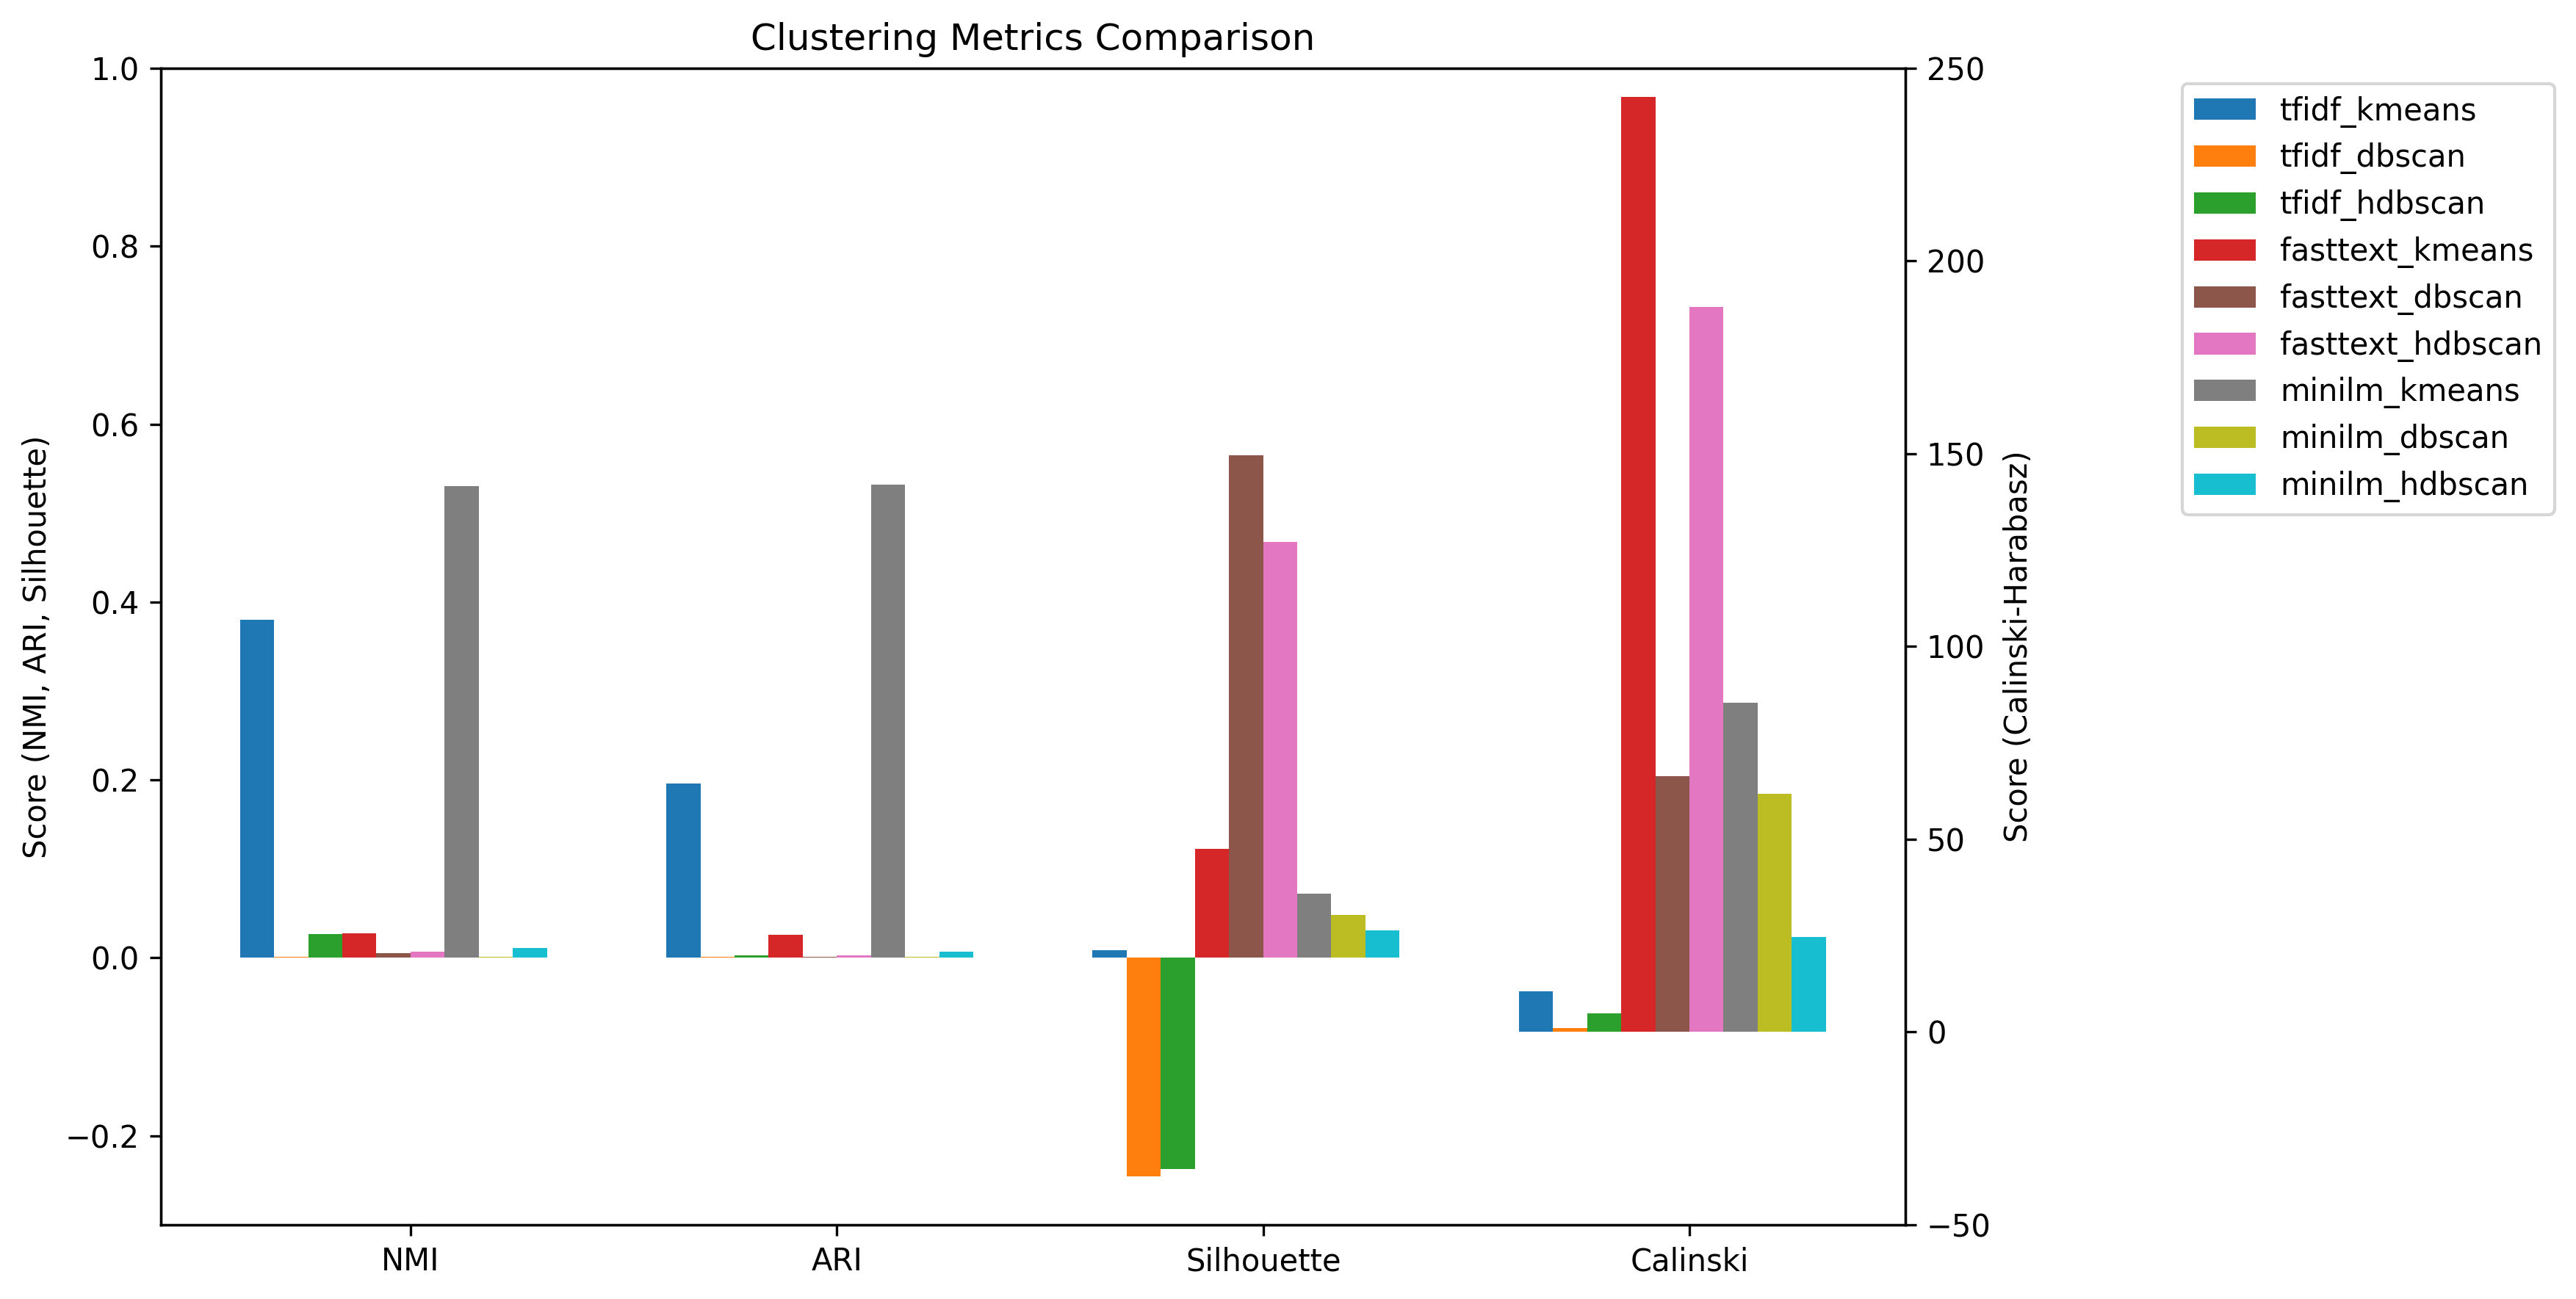 Clustering Metrics Comparison
1.0
0.8
0.6
0.4
0.2
0.0
−0.2
Score (NMI, ARI, Silhouette)
NMI
ARI
Silhouette
Calinski
250
200
150
100
50
0
−50
Score (Calinski-Harabasz)
tfidf_kmeans
tfidf_dbscan
tfidf_hdbscan
fasttext_kmeans
fasttext_dbscan
fasttext_hdbscan
minilm_kmeans
minilm_dbscan
minilm_hdbscan